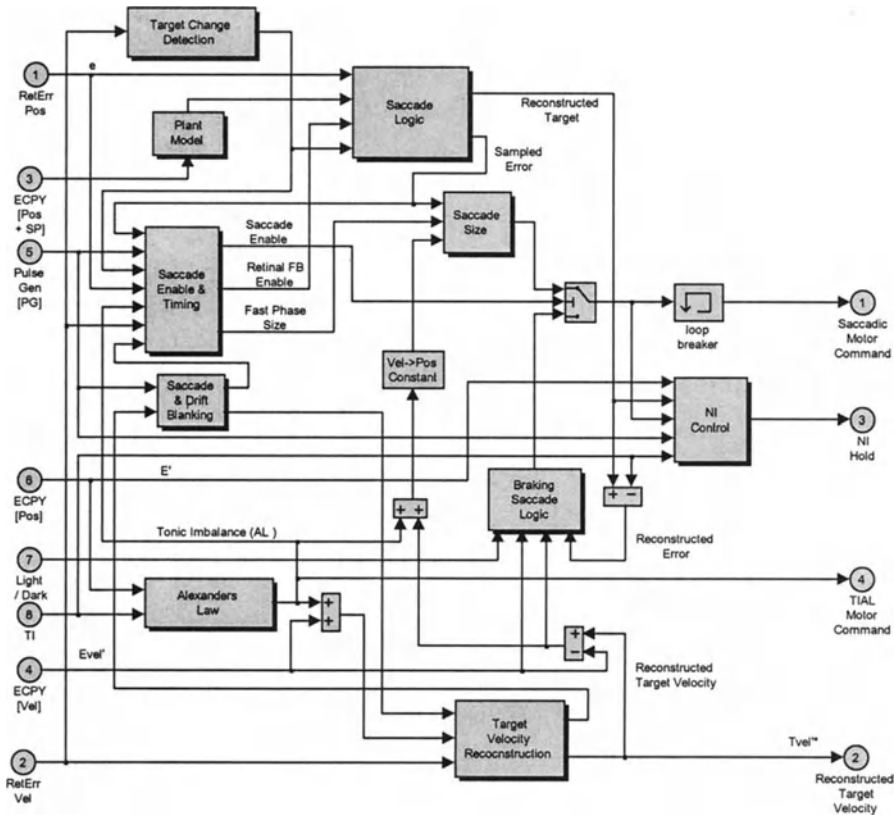 Target Change
Detection
e
1
RetErr
Pos
Plant
Model
Saccade
Logic
Reconstructed
Target
Sampled
Error
3
ECPY
[Pos
+ SP]
5
Pulse
Gen
[PG]
Saccade
Enable &
Timing
Saccade
Enable
Retinal FB
Enable
Fast Phase
Size
Saccade
Size
loop
breaker
1
Saccadic
Motor
Command
Vel->Pos
Constant
Saccade
& Drift
Blanking
NI
Control
3
NI
Hold
6
ECPY
[Pos]
E'
Braking
Saccade
Logic
+ −
+ +
Reconstructed
Error
Tonic Imbalance (AL )
7
Light
/ Dark
Alexanders
Law
4
TIAL
Motor
Command
8
TI
+
+
+
−
Evel'
4
ECPY
[Vel]
Reconstructed
Target Velocity
Target
Velocity
Recocnstruction
Tvel'"
2
RetErr
Vel
2
Reconstructed
Target
Velocity